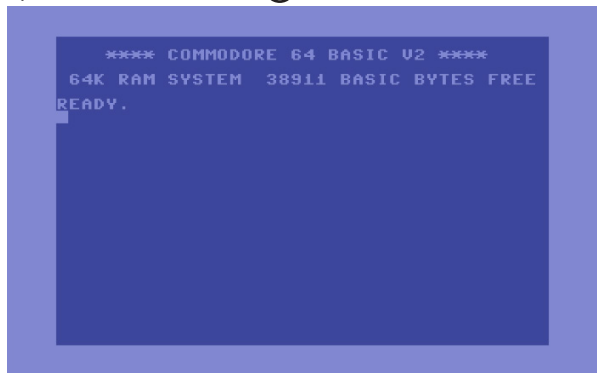 **** COMMODORE 64 BASIC V2 ****
64K RAM SYSTEM  38911 BASIC BYTES FREE
READY.